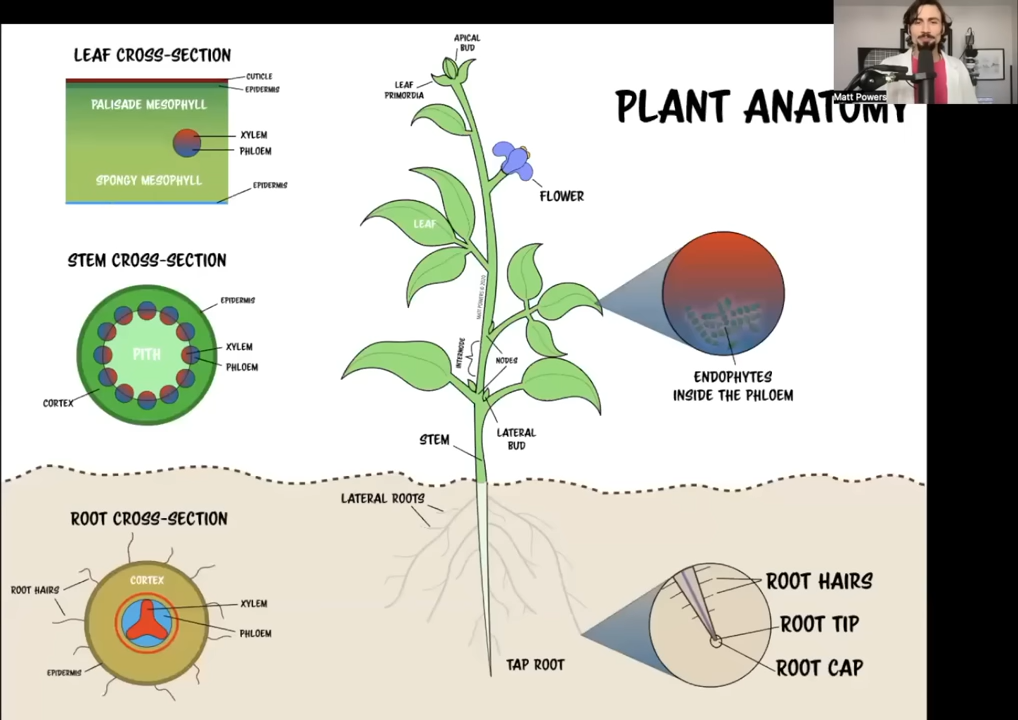 PLANT ANATOMY
Matt Powers
LEAF CROSS-SECTION
CUTICLE
EPIDERMIS
PALISADE MESOPHYLL
XYLEM
PHLOEM
SPONGY MESOPHYLL
EPIDERMIS
STEM CROSS-SECTION
EPIDERMIS
PITH
XYLEM
PHLOEM
CORTEX
APICAL
BUD
LEAF
PRIMORDIA
FLOWER
LEAF
MATT POWERS © 2023
INTERNODE
NODES
LATERAL
BUD
STEM
ENDOPHYTES
INSIDE THE PHLOEM
LATERAL ROOTS
TAP ROOT
ROOT CROSS-SECTION
CORTEX
ROOT HAIRS
XYLEM
PHLOEM
EPIDERMIS
ROOT HAIRS
ROOT TIP
ROOT CAP